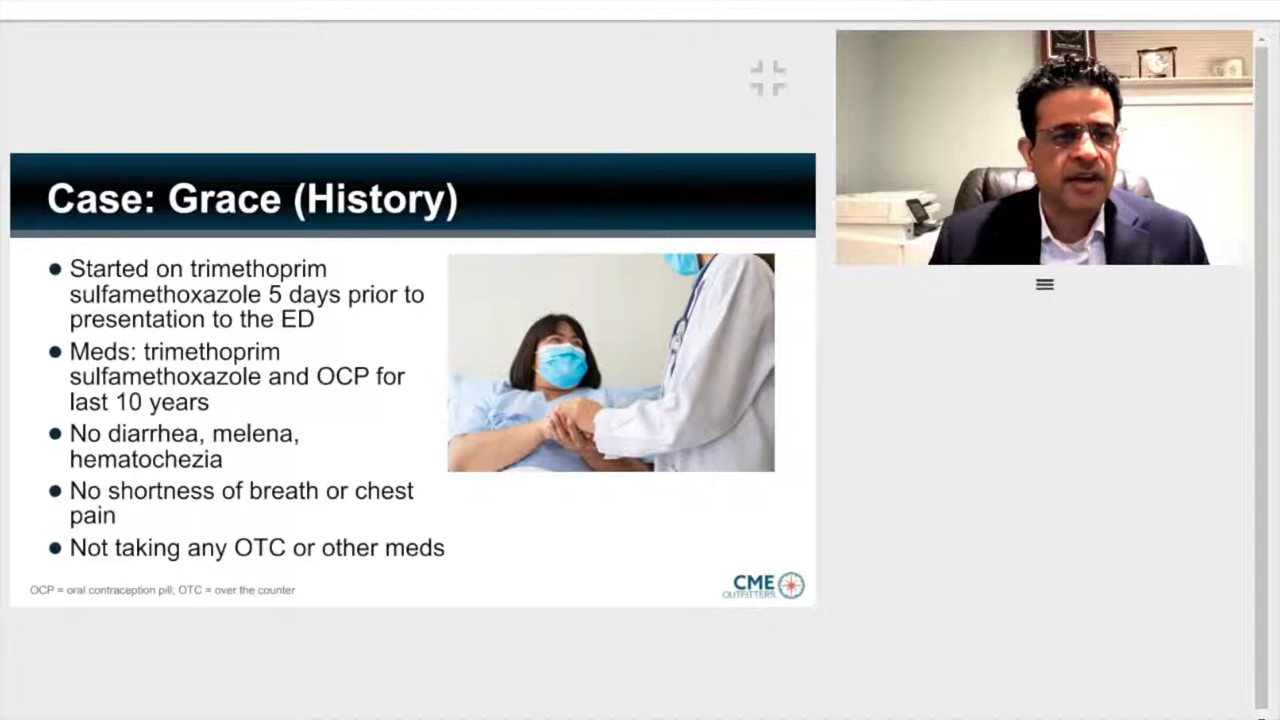 Case: Grace (History)
Started on trimethoprim
sulfamethoxazole 5 days prior to
presentation to the ED
Meds: trimethoprim
sulfamethoxazole and OCP for
last 10 years
No diarrhea, melena,
hematochezia
No shortness of breath or chest
pain
Not taking any OTC or other meds
OCP = oral contraception pill; OTC = over the counter
CME
OUTFITTERS